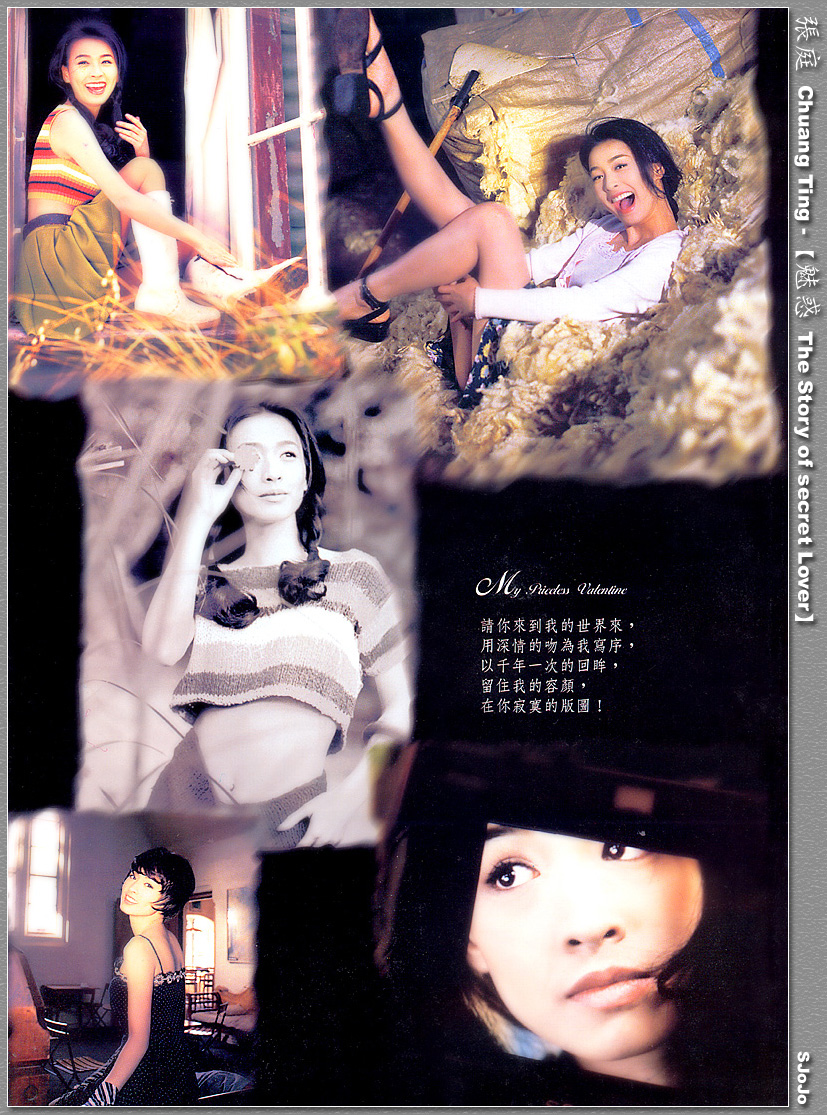 張庭 Chuang Ting -【魅惑 The Story of secret Lover】
My Priceless Valentine
請你來到我的世界來，
用深情的吻為我寫序，
以千年一次的回眸，
留住我的容顏，
在你寂寞的版圖！
SJoJo